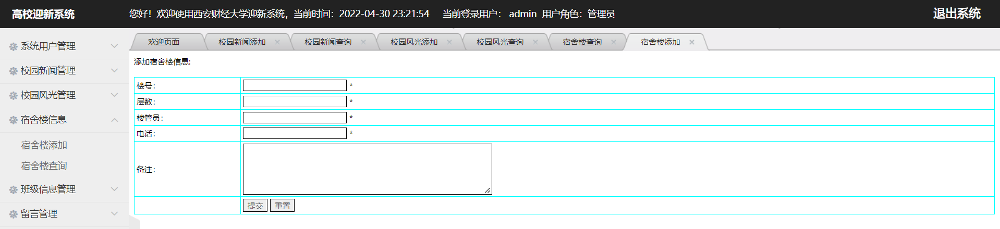 高校迎新系统
您好！欢迎使用西安财经大学迎新系统，当前时间：2022-04-30 23:21:54 当前登录用户： admin 用户角色：管理员
退出系统
欢迎页面 校园新闻添加 校园新闻查询 校园风光添加 校园风光查询 宿舍楼查询 宿舍楼添加
系统用户管理
校园新闻管理
校园风光管理
宿舍楼信息
宿舍楼添加
宿舍楼查询
班级信息管理
留言管理
添加宿舍楼信息:
楼号： *
层数： *
楼管员： *
电话： *
备注：
提交 重置